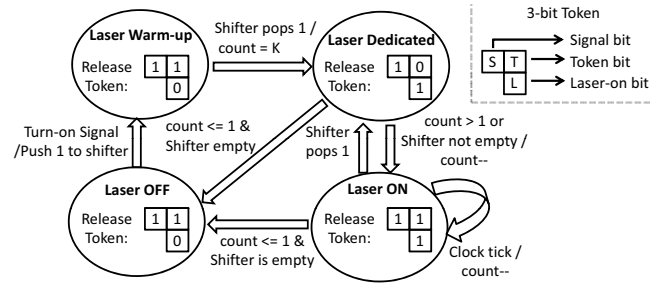 Laser Warm-up
Release
Token:
1 1
0
Shifter pops 1 /
count = K
Laser Dedicated
Release
Token:
1 0
1
3-bit Token
Signal bit
S T
Token bit
L
Laser-on bit
Turn-on Signal
/Push 1 to shifter
count <= 1 &
Shifter empty
Shifter
pops 1
count > 1 or
Shifter not empty /
count--
Laser OFF
Release
Token:
1 1
0
count <= 1 &
Shifter is empty
Laser ON
Release
Token:
1 1
1
Clock tick /
count--